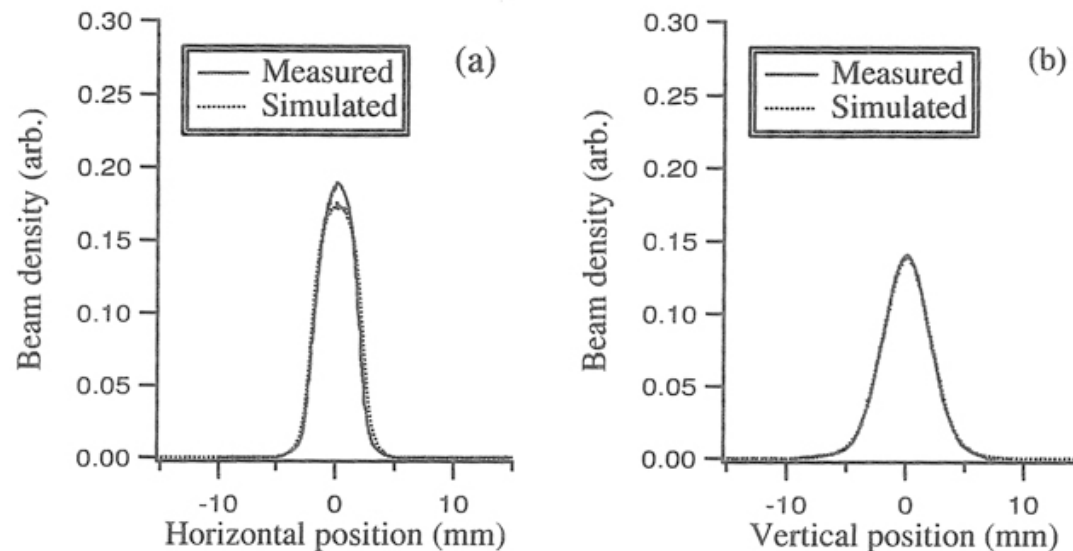 0.30
0.25
0.20
0.15
0.10
0.05
0.00
Beam density (arb.)
Measured
Simulated
(a)
-10 0 10
Horizontal position (mm)
0.30
0.25
0.20
0.15
0.10
0.05
0.00
Beam density (arb.)
Measured
Simulated
(b)
-10 0 10
Vertical position (mm)